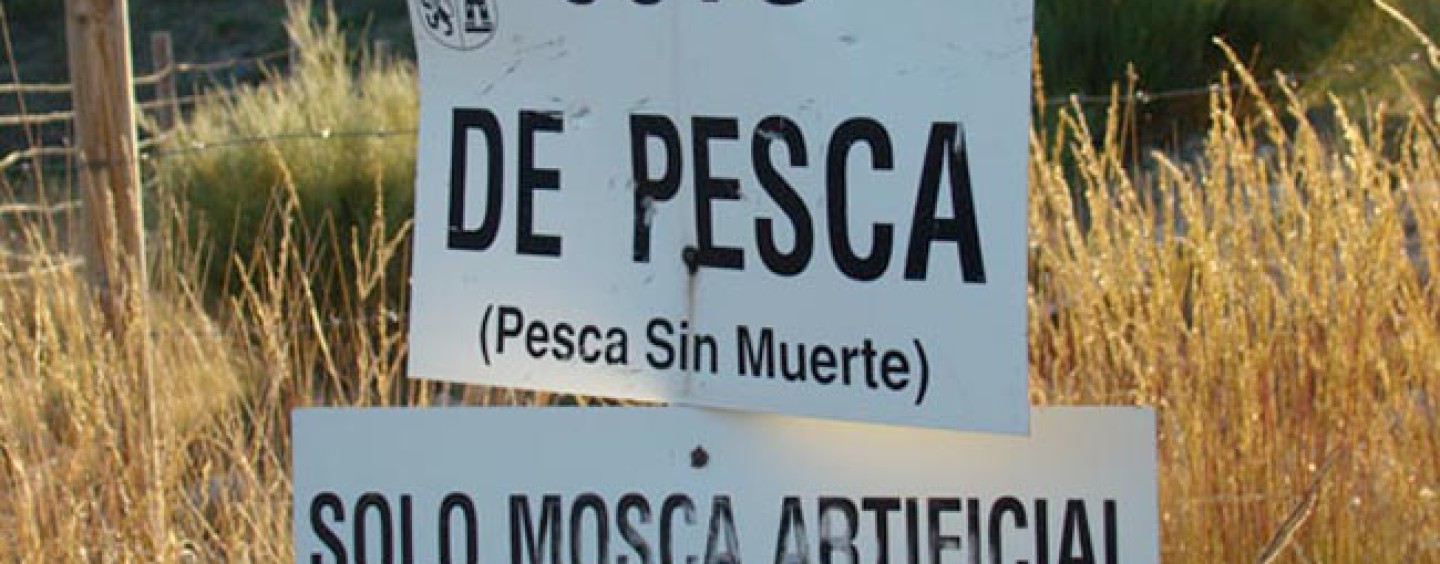 DE PESCA
(Pesca Sin Muerte)
SOLO MOSCA ARTIFICIAL